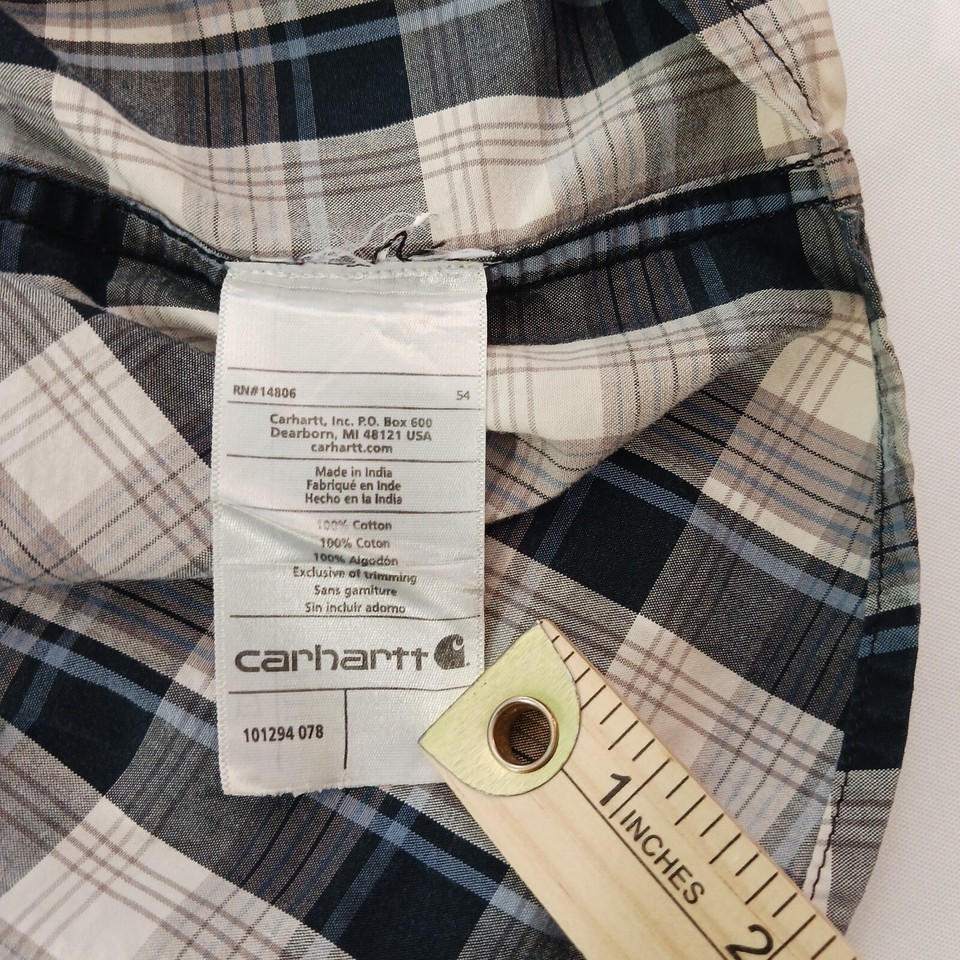 RN#14806 54
Carhartt, Inc. P.O. Box 600
Dearborn, MI 48121 USA
carhartt.com
Made in India
Fabriqué en Inde
Hecho en la India
100% Cotton
100% Coton
100% Algodón
Exclusive of trimming
Sans garniture
Sin incluir adorno
carhartt
101294 078
1 INCHES
2